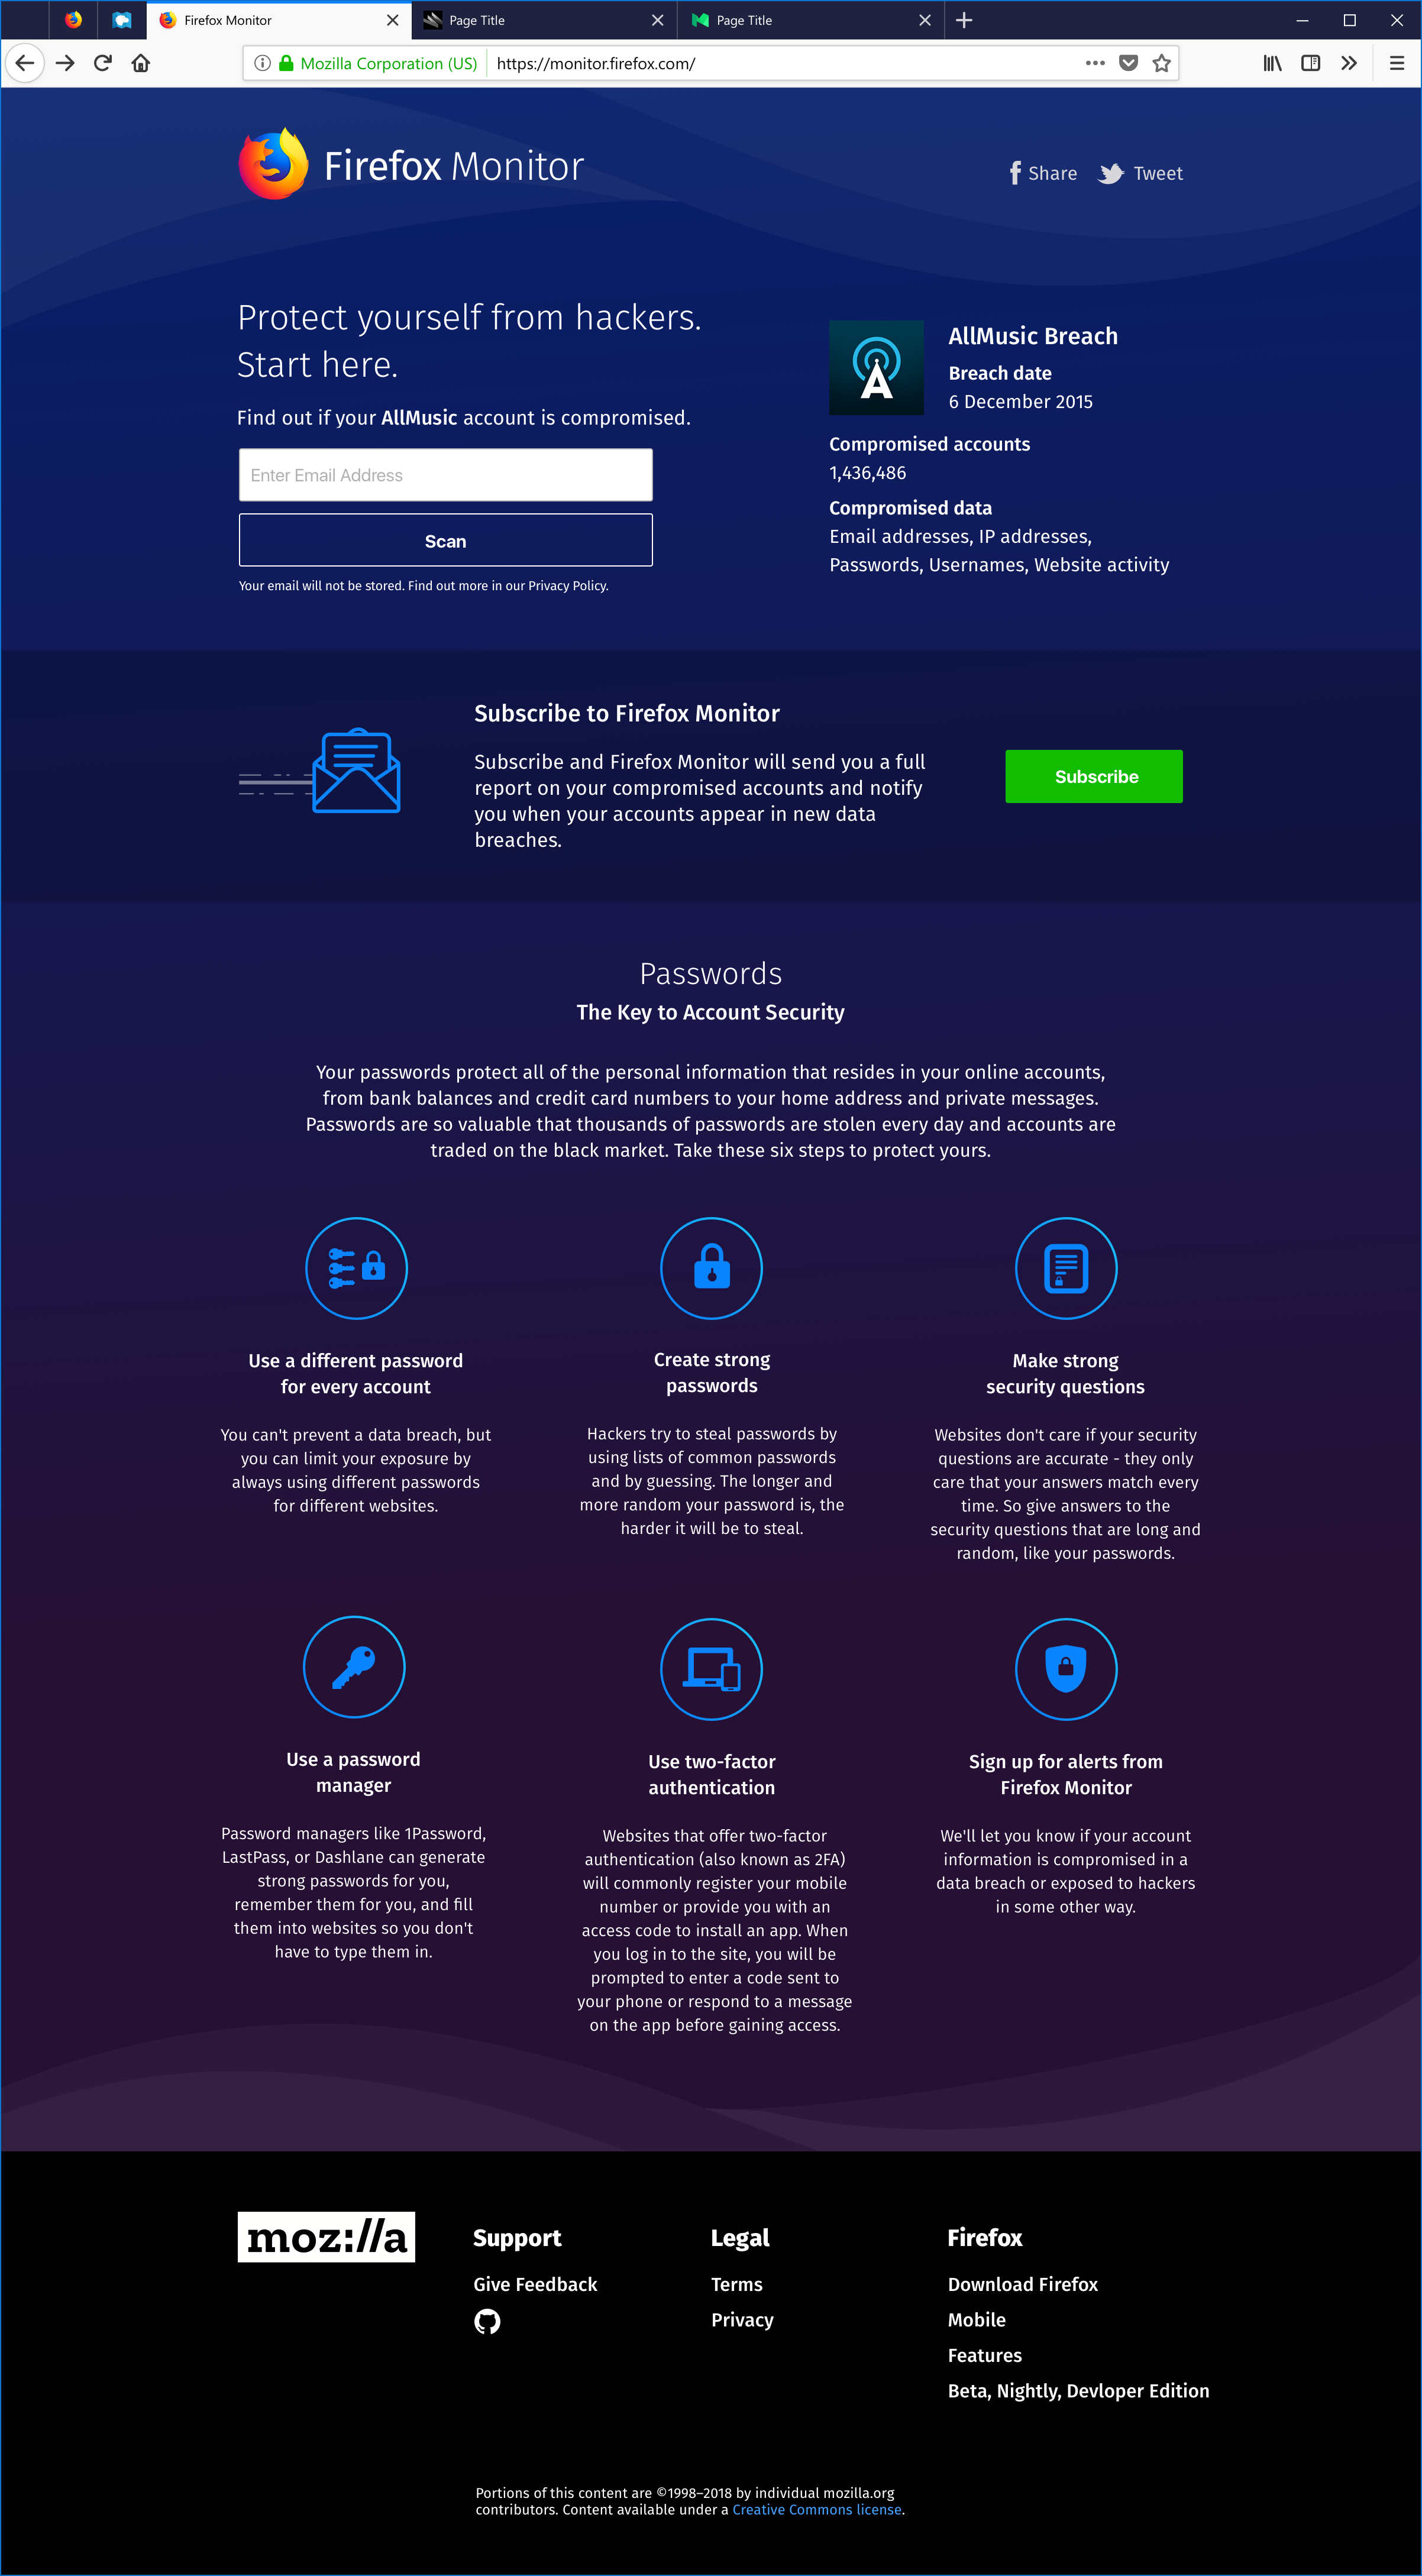 Firefox Monitor
Page Title
Page Title
Mozilla Corporation (US)
https://monitor.firefox.com/
Firefox Monitor
Share
Tweet
Protect yourself from hackers.
Start here.
Find out if your AllMusic account is compromised.
Enter Email Address
Scan
Your email will not be stored. Find out more in our Privacy Policy.
A
AllMusic Breach
Breach date
6 December 2015
Compromised accounts
1,436,486
Compromised data
Email addresses, IP addresses,
Passwords, Usernames, Website activity
Subscribe to Firefox Monitor
Subscribe and Firefox Monitor will send you a full
report on your compromised accounts and notify
you when your accounts appear in new data
breaches.
Subscribe
Passwords
The Key to Account Security
Your passwords protect all of the personal information that resides in your online accounts,
from bank balances and credit card numbers to your home address and private messages.
Passwords are so valuable that thousands of passwords are stolen every day and accounts are
traded on the black market. Take these six steps to protect yours.
Use a different password
for every account
You can't prevent a data breach, but
you can limit your exposure by
always using different passwords
for different websites.
Create strong
passwords
Hackers try to steal passwords by
using lists of common passwords
and by guessing. The longer and
more random your password is, the
harder it will be to steal.
Make strong
security questions
Websites don't care if your security
questions are accurate - they only
care that your answers match every
time. So give answers to the
security questions that are long and
random, like your passwords.
Use a password
manager
Password managers like 1Password,
LastPass, or Dashlane can generate
strong passwords for you,
remember them for you, and fill
them into websites so you don't
have to type them in.
Use two-factor
authentication
Websites that offer two-factor
authentication (also known as 2FA)
will commonly register your mobile
number or provide you with an
access code to install an app. When
you log in to the site, you will be
prompted to enter a code sent to
your phone or respond to a message
on the app before gaining access.
Sign up for alerts from
Firefox Monitor
We'll let you know if your account
information is compromised in a
data breach or exposed to hackers
in some other way.
moz://a
Support
Give Feedback
Legal
Terms
Privacy
Firefox
Download Firefox
Mobile
Features
Beta, Nightly, Devloper Edition
Portions of this content are ©1998–2018 by individual mozilla.org
contributors. Content available under a Creative Commons license.